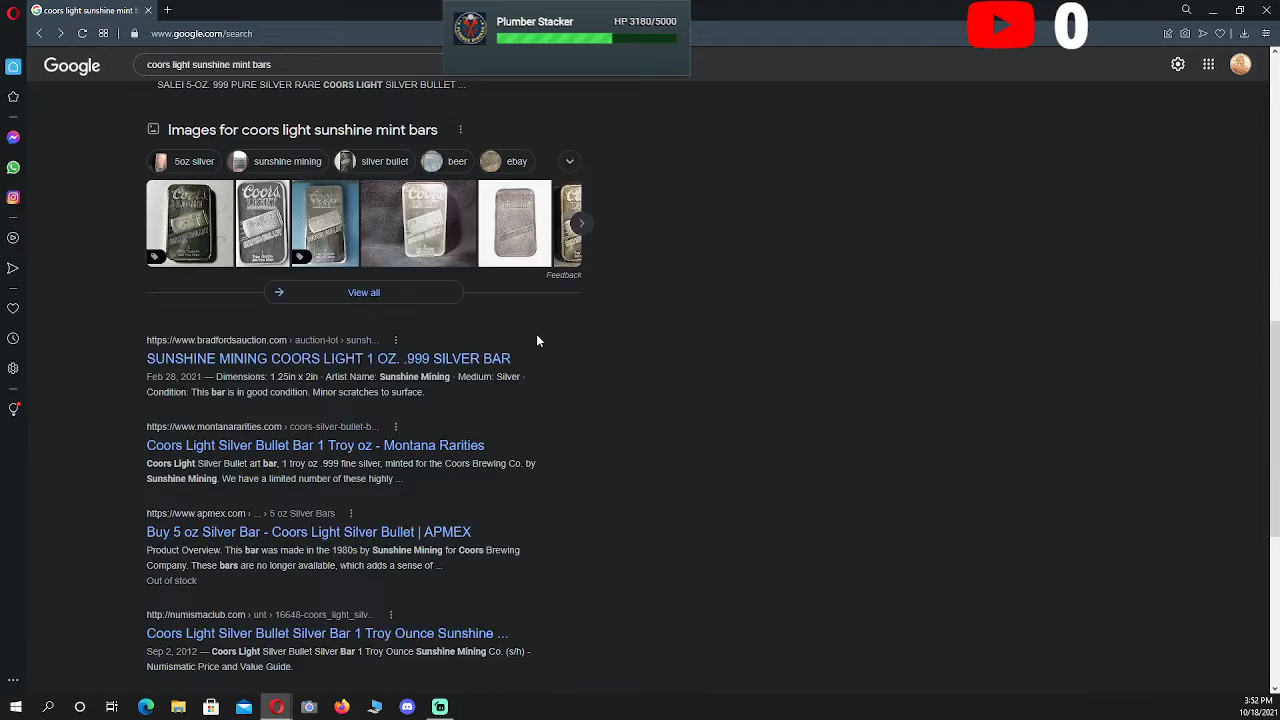 coors light sunshine mint b
www.google.com/search
Plumber Stacker
HP 3180/5000
0
Google
coors light sunshine mint bars
SALE! 5-OZ. 999 PURE SILVER RARE COORS LIGHT SILVER BULLET ...
Images for coors light sunshine mint bars
5oz silver
sunshine mining
silver bullet
beer
ebay
Feedback
View all
https://www.bradfordsauction.com › auction-lot › sunsh...
SUNSHINE MINING COORS LIGHT 1 OZ. .999 SILVER BAR
Feb 28, 2021 — Dimensions: 1.25in x 2in · Artist Name: Sunshine Mining · Medium: Silver ·
Condition: This bar is in good condition. Minor scratches to surface.
https://www.montanararities.com › coors-silver-bullet-b...
Coors Light Silver Bullet Bar 1 Troy oz - Montana Rarities
Coors Light Silver Bullet art bar, 1 troy oz .999 fine silver, minted for the Coors Brewing Co. by
Sunshine Mining. We have a limited number of these highly ...
https://www.apmex.com › ... › 5 oz Silver Bars
Buy 5 oz Silver Bar - Coors Light Silver Bullet | APMEX
Product Overview. This bar was made in the 1980s by Sunshine Mining for Coors Brewing
Company. These bars are no longer available, which adds a sense of ...
Out of stock
http://numismaclub.com › unt › 16648-coors_light_silv...
Coors Light Silver Bullet Silver Bar 1 Troy Ounce Sunshine ...
Sep 2, 2012 — Coors Light Silver Bullet Silver Bar 1 Troy Ounce Sunshine Mining Co. (s/h) -
Numismatic Price and Value Guide.
3:52 PM
10/18/2021